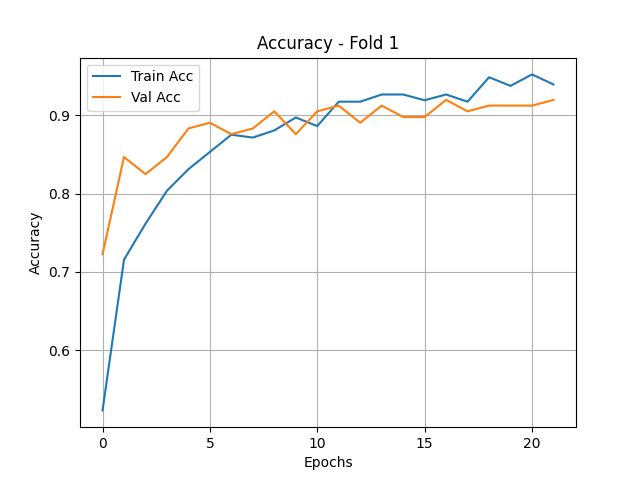 Accuracy - Fold 1
Train Acc
Val Acc
0.9
0.8
0.7
0.6
Accuracy
0 5 10 15 20
Epochs